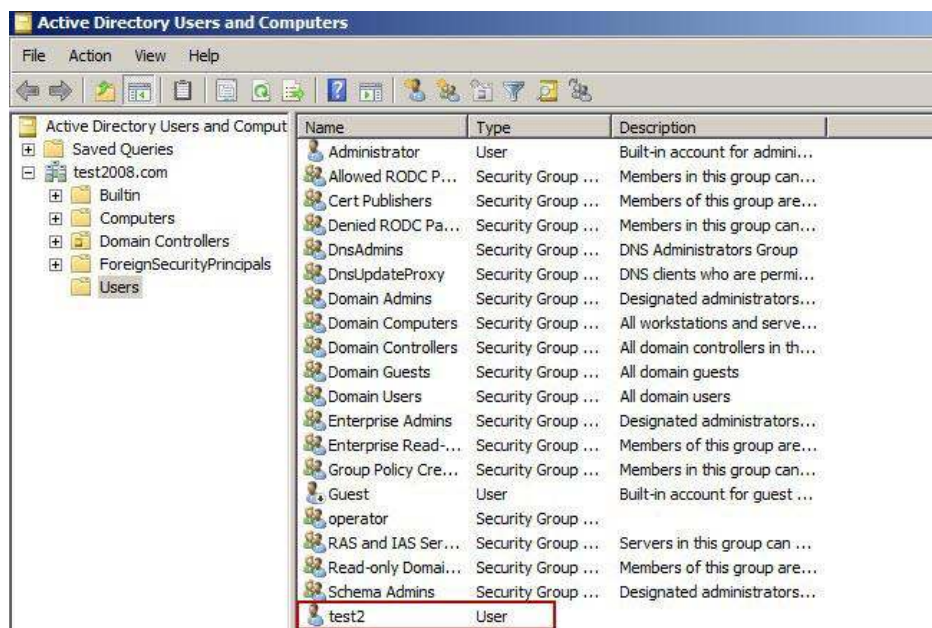 Active Directory Users and Computers
File Action View Help
Active Directory Users and Comput
Saved Queries
test2008.com
Builtin
Computers
Domain Controllers
ForeignSecurityPrincipals
Users
Name Type Description
Administrator User Built-in account for admini...
Allowed RODC P... Security Group ... Members in this group can...
Cert Publishers Security Group ... Members of this group are...
Denied RODC Pa... Security Group ... Members in this group can...
DnsAdmins Security Group ... DNS Administrators Group
DnsUpdateProxy Security Group ... DNS clients who are permi...
Domain Admins Security Group ... Designated administrators...
Domain Computers Security Group ... All workstations and serve...
Domain Controllers Security Group ... All domain controllers in th...
Domain Guests Security Group ... All domain guests
Domain Users Security Group ... All domain users
Enterprise Admins Security Group ... Designated administrators...
Enterprise Read-... Security Group ... Members of this group are...
Group Policy Cre... Security Group ... Members in this group can...
Guest User Built-in account for guest ...
operator Security Group ...
RAS and IAS Ser... Security Group ... Servers in this group can ...
Read-only Domai... Security Group ... Members of this group are...
Schema Admins Security Group ... Designated administrators...
test2 User